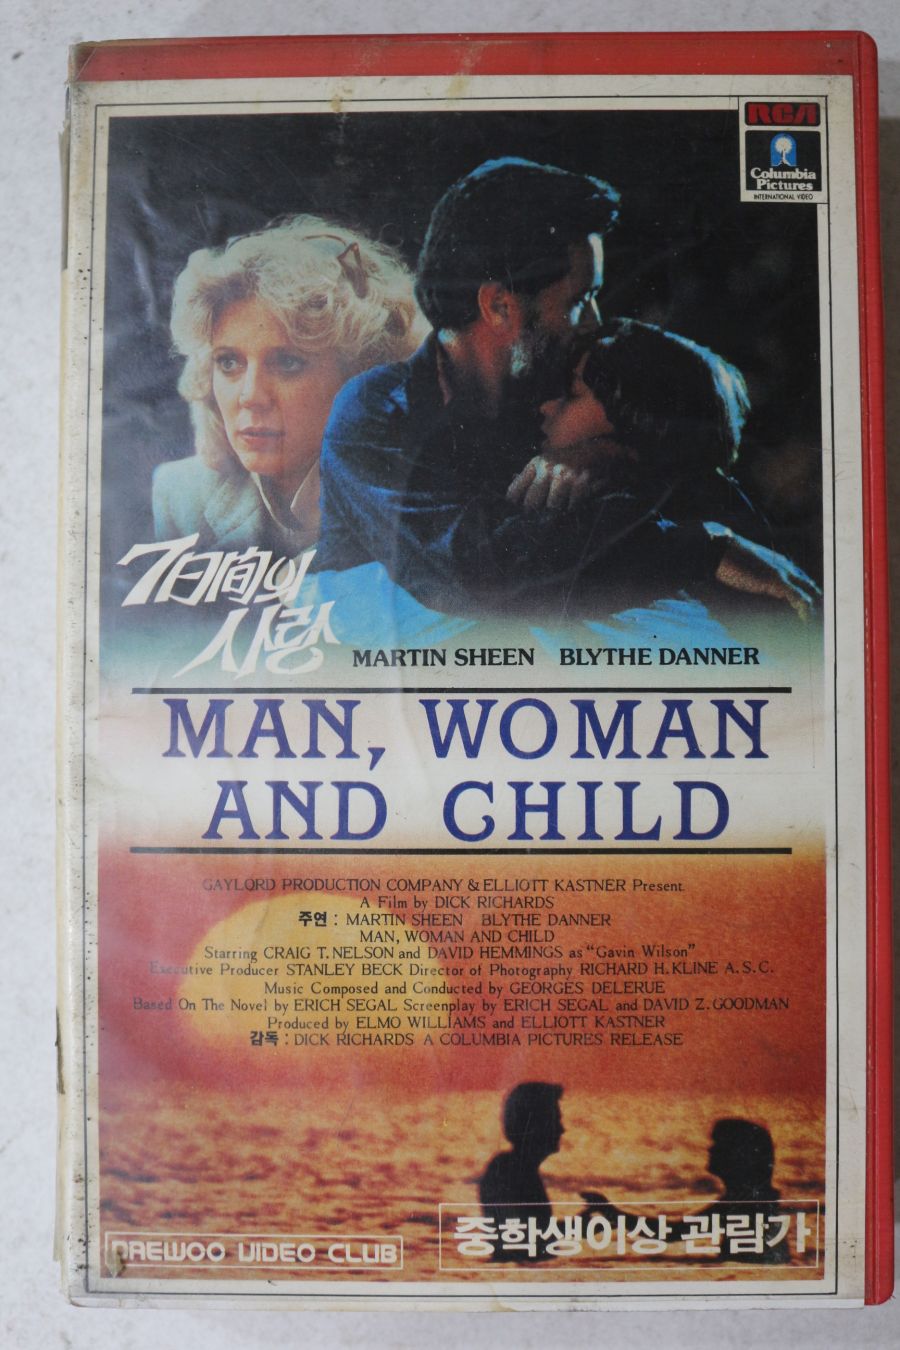 RCA
Columbia
Pictures
INTERNATIONAL VIDEO
7日間의
사랑
MARTIN SHEEN BLYTHE DANNER
MAN, WOMAN
AND CHILD
GAYLORD PRODUCTION COMPANY & ELLIOTT KASTNER Present.
A Film by DICK RICHARDS
주연 : MARTIN SHEEN BLYTHE DANNER
MAN, WOMAN AND CHILD
Starring CRAIG T. NELSON and DAVID HEMMINGS as "Gavin Wilson"
Executive Producer STANLEY BECK Director of Photography RICHARD H. KLINE A.S.C.
Music Composed and Conducted by GEORGES DELERUE
Based On The Novel by ERICH SEGAL Screenplay by ERICH SEGAL and DAVID Z. GOODMAN
Produced by ELMO WILLIAMS and ELLIOTT KASTNER
감독 : DICK RICHARDS A COLUMBIA PICTURES RELEASE
DAEWOO VIDEO CLUB
중학생이상 관람가